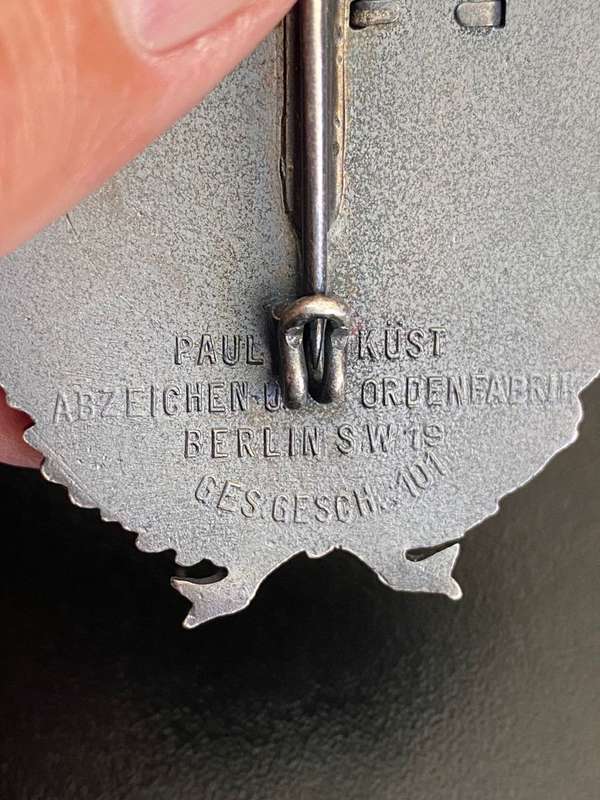 PAUL KÜST
ABZEICHEN-U. ORDENFABRIK
BERLIN SW 19
GES.GESCH.:101